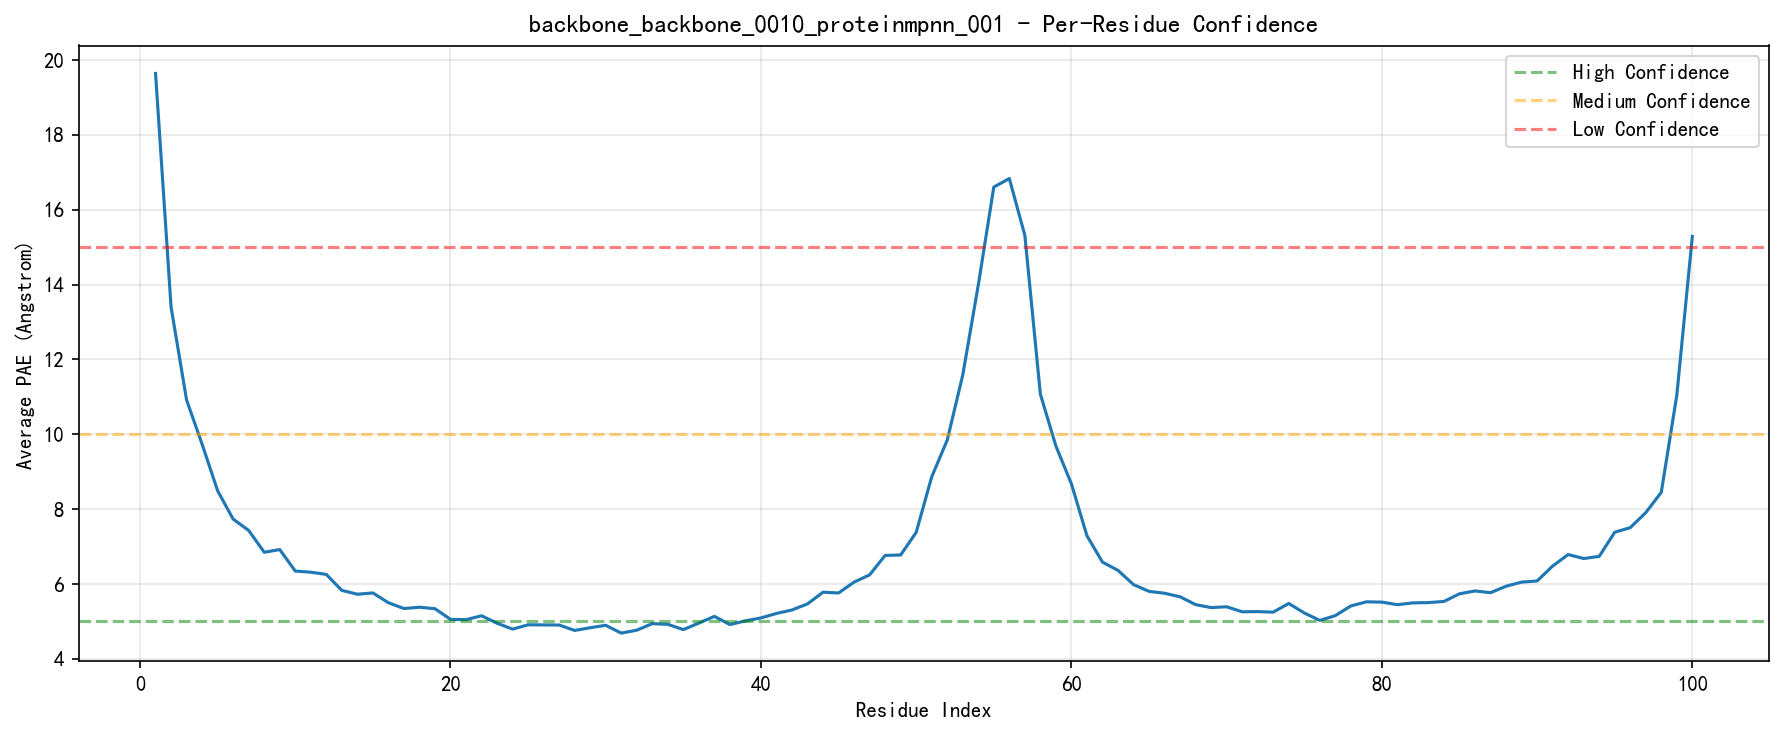 backbone_backbone_0010_proteinmpnn_001 - Per-Residue Confidence
High Confidence
Medium Confidence
Low Confidence
Average PAE (Angstrom)
20
18
16
14
12
10
8
6
4
0
20
40
60
80
100
Residue Index